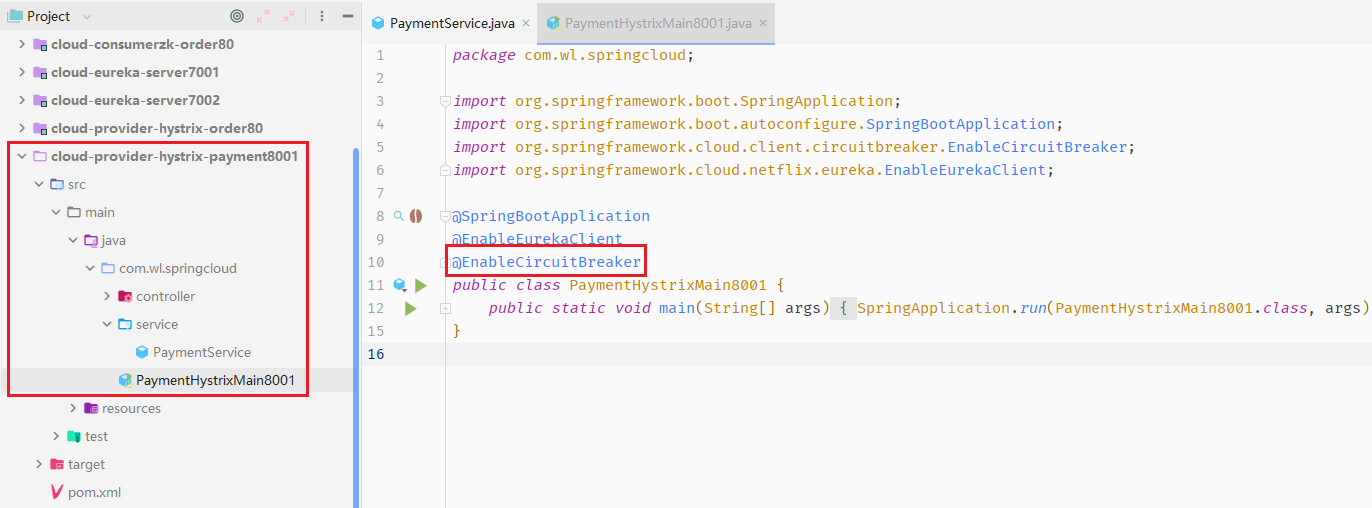 Project
cloud-consumerzk-order80
cloud-eureka-server7001
cloud-eureka-server7002
cloud-provider-hystrix-order80
cloud-provider-hystrix-payment8001
src
main
java
com.wl.springcloud
controller
service
PaymentService
PaymentHystrixMain8001
resources
test
target
pom.xml
PaymentService.java × PaymentHystrixMain8001.java ×
1 package com.wl.springcloud;
2
3 import org.springframework.boot.SpringApplication;
4 import org.springframework.boot.autoconfigure.SpringBootApplication;
5 import org.springframework.cloud.client.circuitbreaker.EnableCircuitBreaker;
6 import org.springframework.cloud.netflix.eureka.EnableEurekaClient;
7
8 @SpringBootApplication
9 @EnableEurekaClient
10 @EnableCircuitBreaker
11 public class PaymentHystrixMain8001 {
12 public static void main(String[] args) { SpringApplication.run(PaymentHystrixMain8001.class, args)
15 }
16